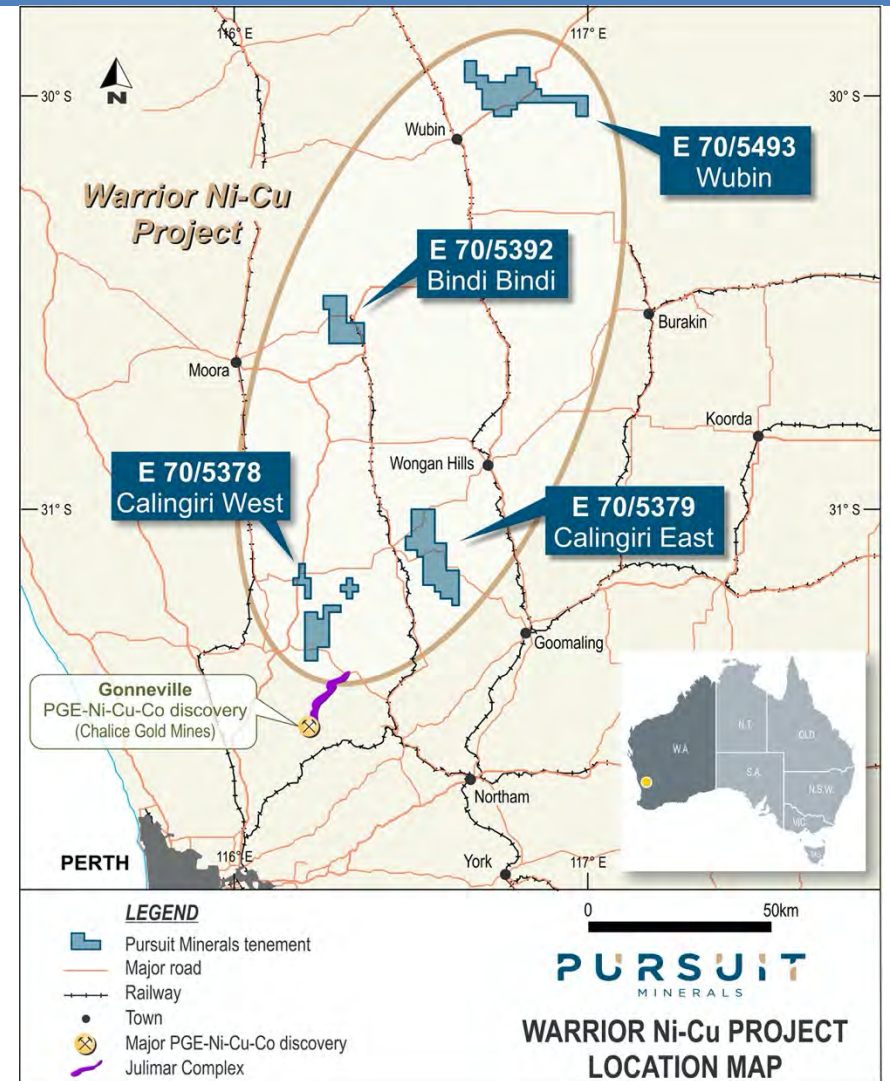 116° E
117° E
30° S
30° S
N
Wubin
E 70/5493
Wubin
Warrior Ni-Cu
Project
E 70/5392
Bindi Bindi
Burakin
Moora
Koorda
Wongan Hills
E 70/5378
Calingiri West
31° S
31° S
E 70/5379
Calingiri East
Goomaling
Gonneville
PGE-Ni-Cu-Co discovery
(Chalice Gold Mines)
N.T.
QLD.
W.A
S.A.
N.S.W.
VIC.
Northam
PERTH
116° E
York
117° E
LEGEND
Pursuit Minerals tenement
Major road
Railway
Town
Major PGE-Ni-Cu-Co discovery
Julimar Complex
0 50km
PURSUIT
MINERALS
WARRIOR Ni-Cu PROJECT
LOCATION MAP